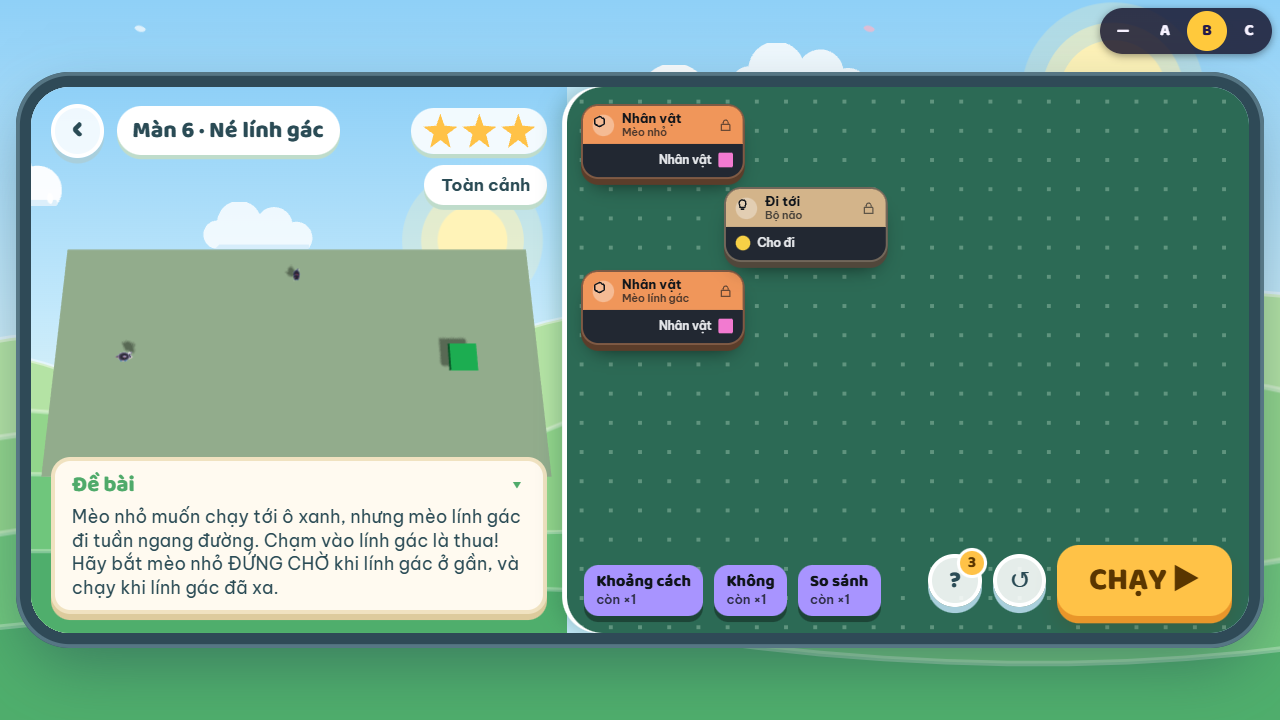 – A B C
Màn 6 · Né lính gác
Toàn cảnh
Nhân vật
Mèo nhỏ
Nhân vật
Đi tới
Bộ não
Cho đi
Nhân vật
Mèo lính gác
Nhân vật
Đề bài
Mèo nhỏ muốn chạy tới ô xanh, nhưng mèo lính gác
đi tuần ngang đường. Chạm vào lính gác là thua!
Hãy bắt mèo nhỏ ĐỨNG CHỜ khi lính gác ở gần, và
chạy khi lính gác đã xa.
Khoảng cách
còn ×1
Không
còn ×1
So sánh
còn ×1
?
3
↺
CHẠY ▶